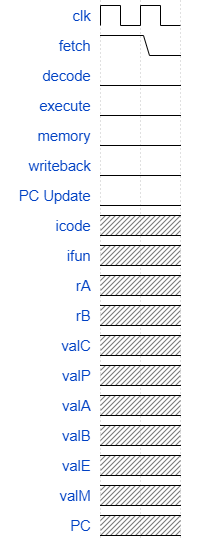 clk
fetch
decode
execute
memory
writeback
PC Update
icode
ifun
rA
rB
valC
valP
valA
valB
valE
valM
PC